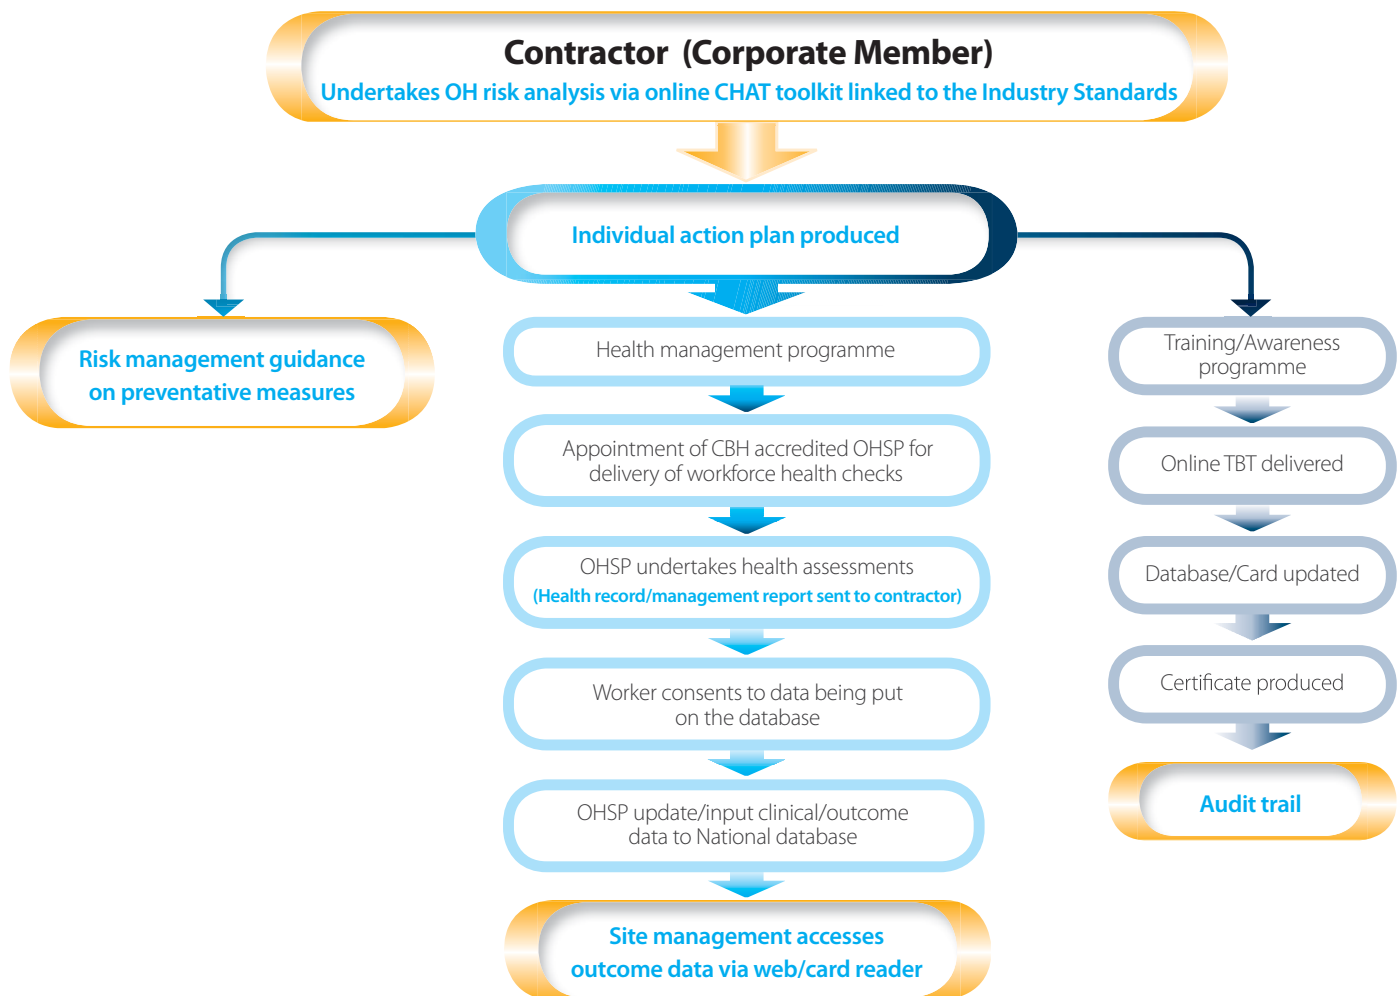 Contractor (Corporate Member)
Undertakes OH risk analysis via online CHAT toolkit linked to the Industry Standards
Individual action plan produced
Risk management guidance
on preventative measures
Health management programme
Appointment of CBH accredited OHSP for
delivery of workforce health checks
OHSP undertakes health assessments
(Health record/management report sent to contractor)
Worker consents to data being put
on the database
OHSP update/input clinical/outcome
data to National database
Site management accesses
outcome data via web/card reader
Training/Awareness
programme
Online TBT delivered
Database/Card updated
Certificate produced
Audit trail